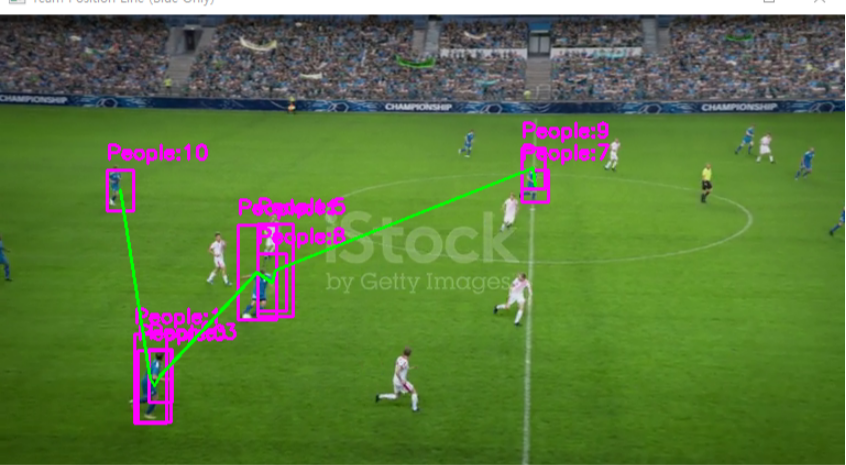 Team Position Line (Blue Only)
CHAMPIONSHIP
CHAMPIONSHIP
CHAMPIONSHIP
People:9
People:7
People:10
People:8
iStock
by Getty Images